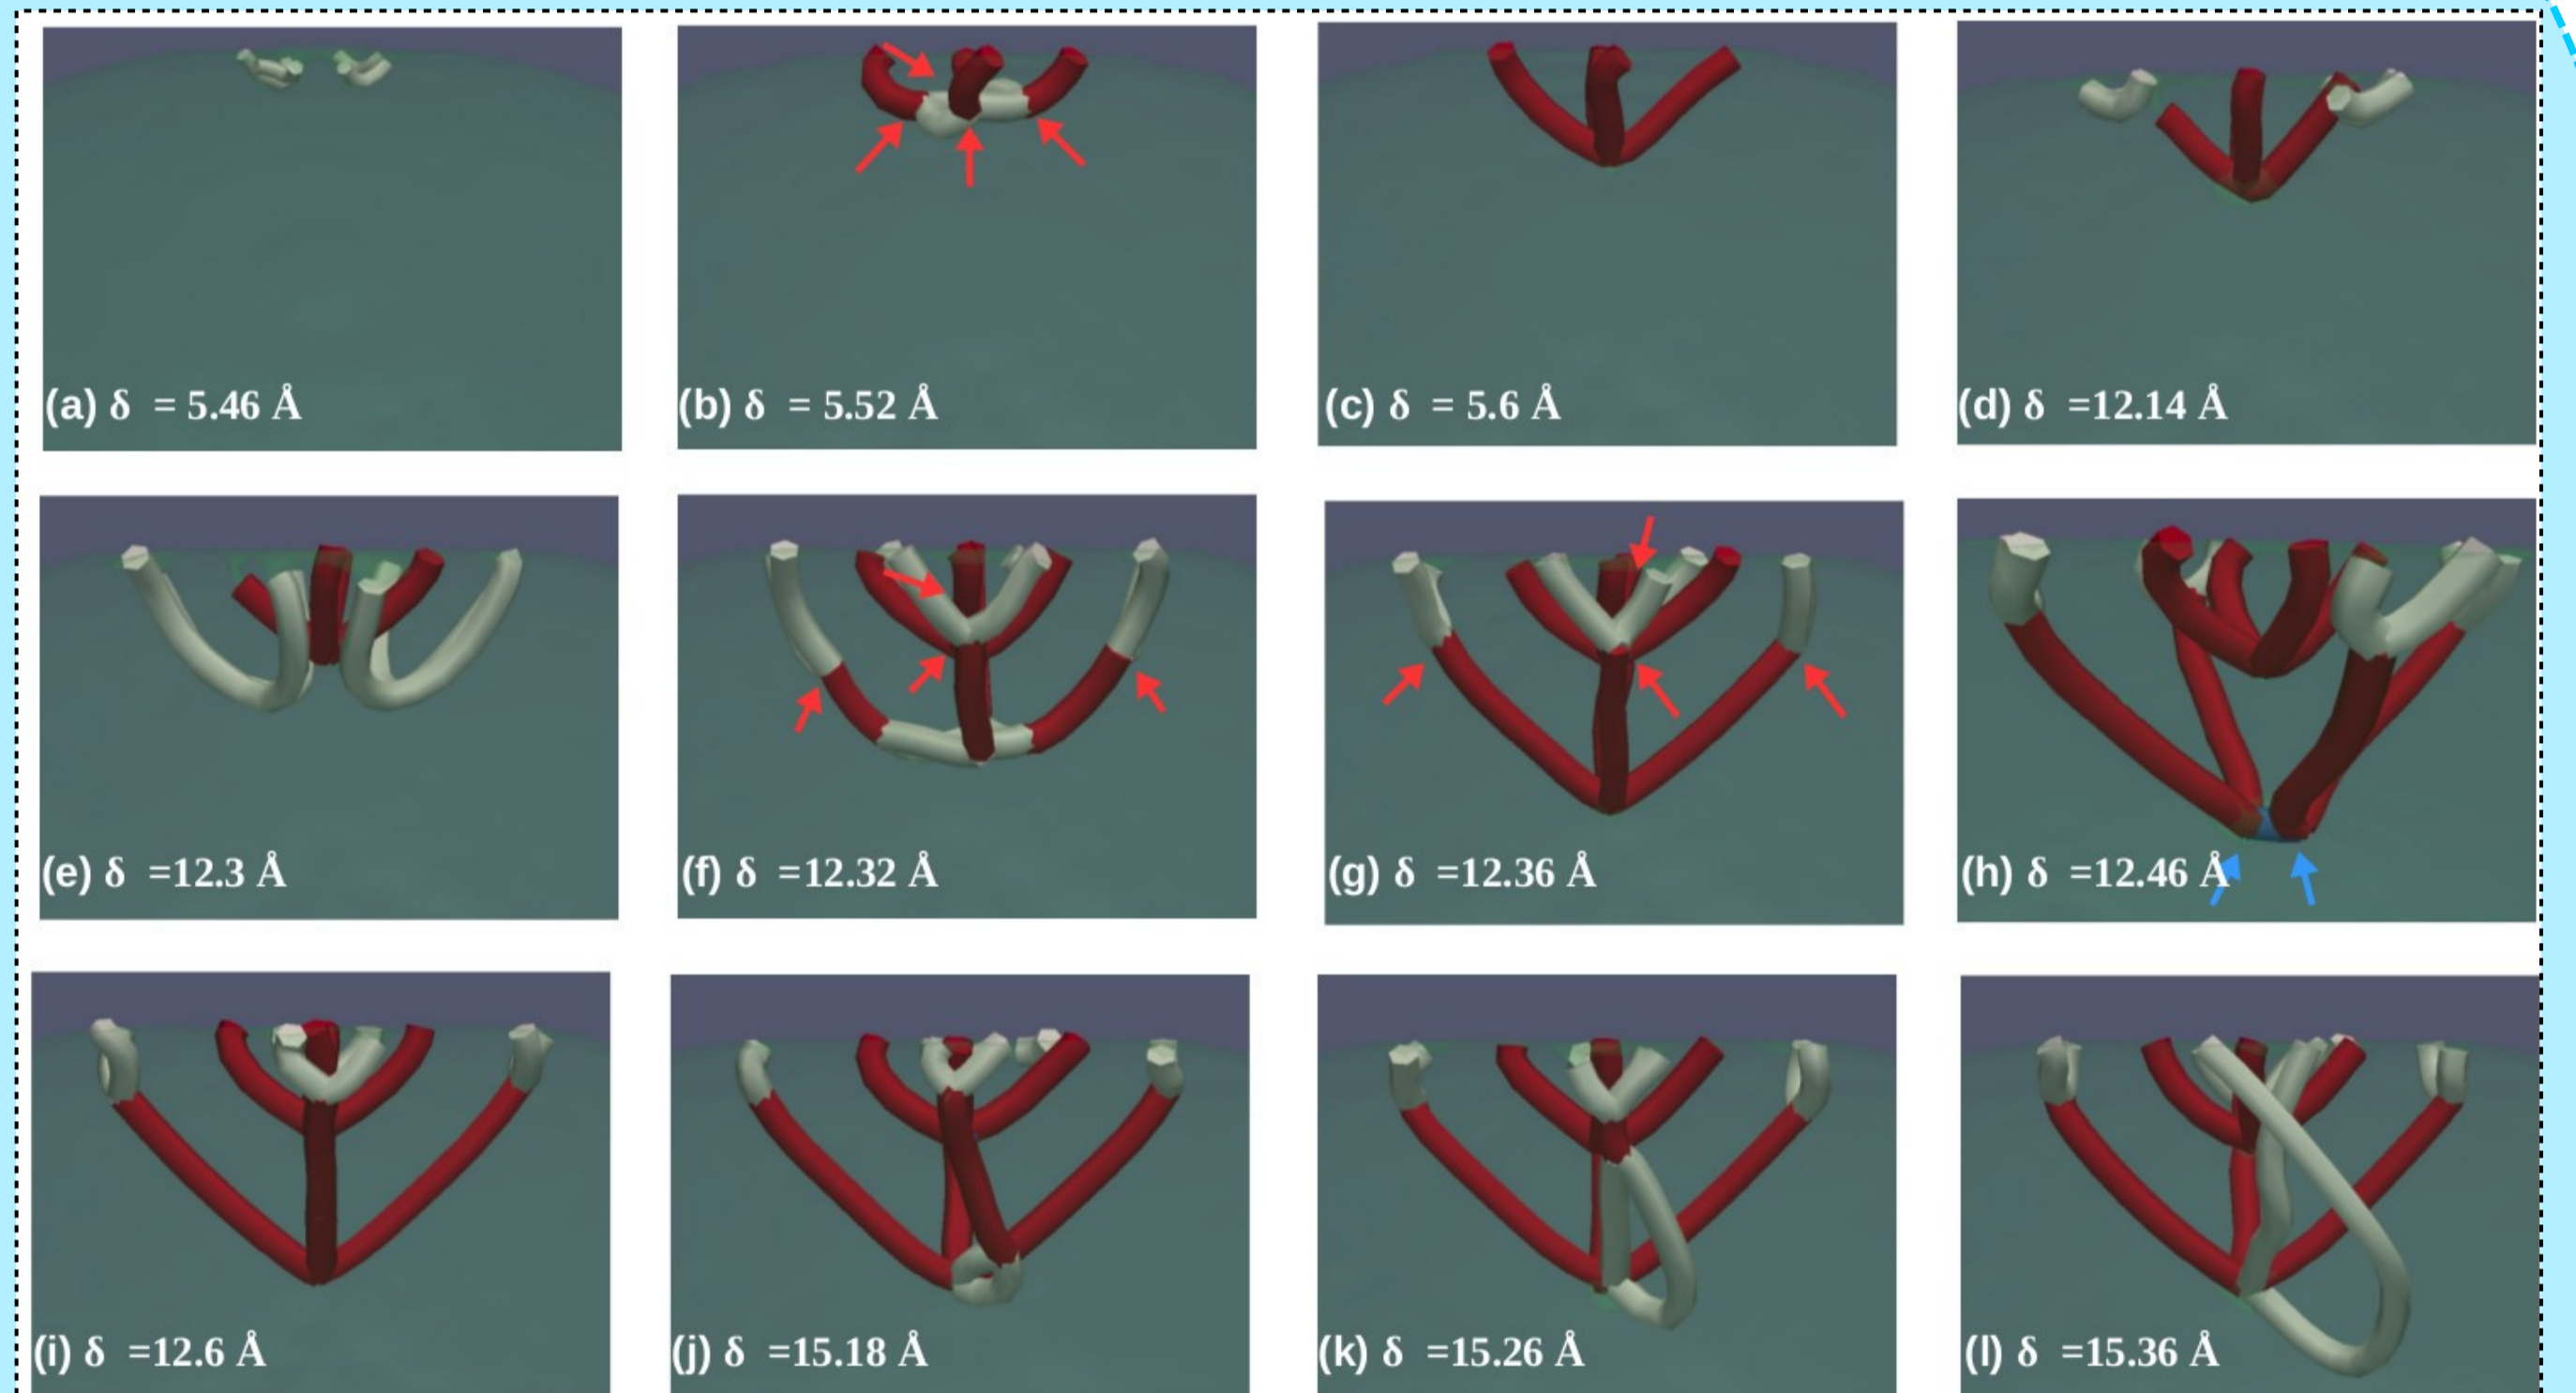 (a) δ = 5.46 Å
(b) δ = 5.52 Å
(c) δ = 5.6 Å
(d) δ =12.14 Å
(e) δ =12.3 Å
(f) δ =12.32 Å
(g) δ =12.36 Å
(h) δ =12.46 Å
(i) δ =12.6 Å
(j) δ =15.18 Å
(k) δ =15.26 Å
(l) δ =15.36 Å